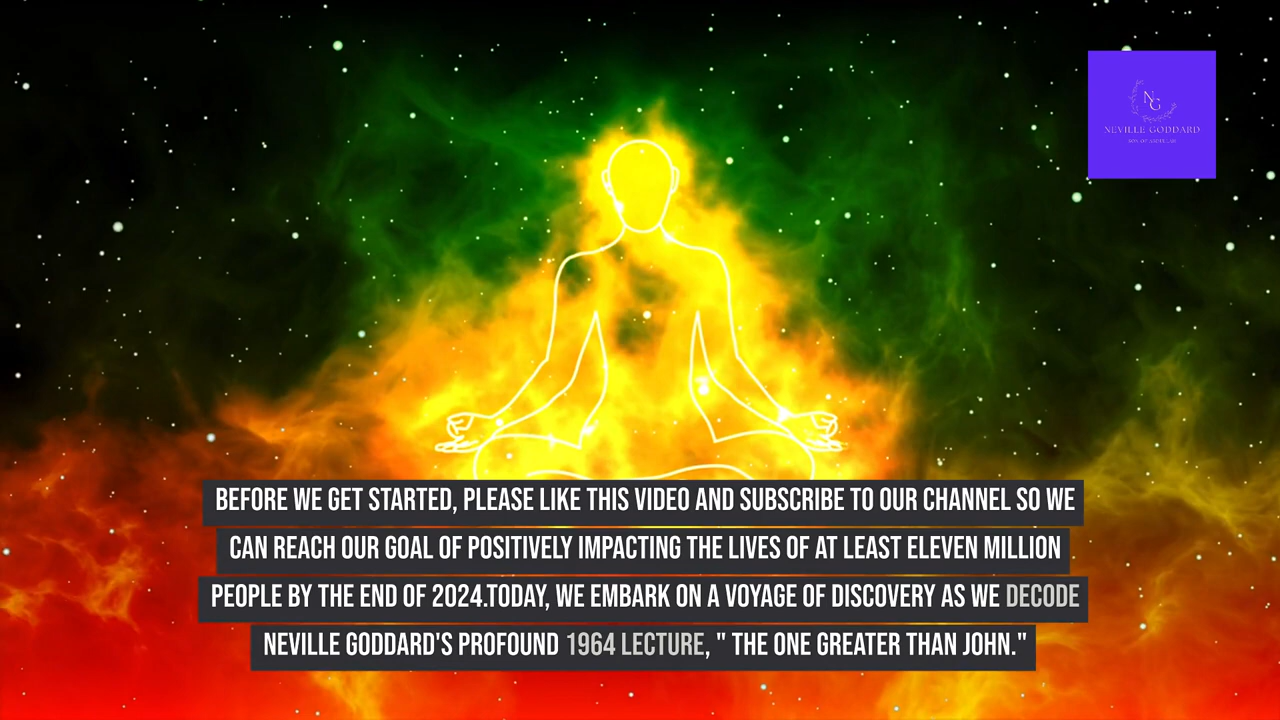 NG
NEVILLE GODDARD
BEFORE WE GET STARTED, PLEASE LIKE THIS VIDEO AND SUBSCRIBE TO OUR CHANNEL SO WE
CAN REACH OUR GOAL OF POSITIVELY IMPACTING THE LIVES OF AT LEAST ELEVEN MILLION
PEOPLE BY THE END OF 2024.TODAY, WE EMBARK ON A VOYAGE OF DISCOVERY AS WE DECODE
NEVILLE GODDARD'S PROFOUND 1964 LECTURE, " THE ONE GREATER THAN JOHN."